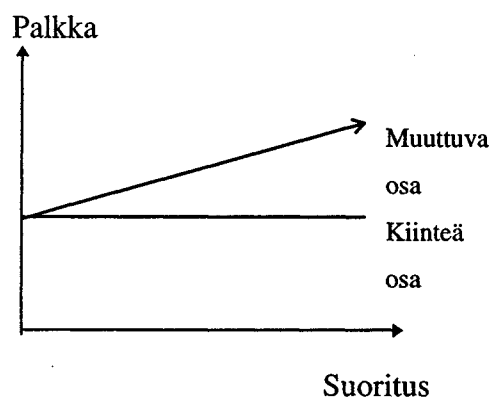 Palkka
Muuttuva
osa
Kiinteä
osa
Suoritus